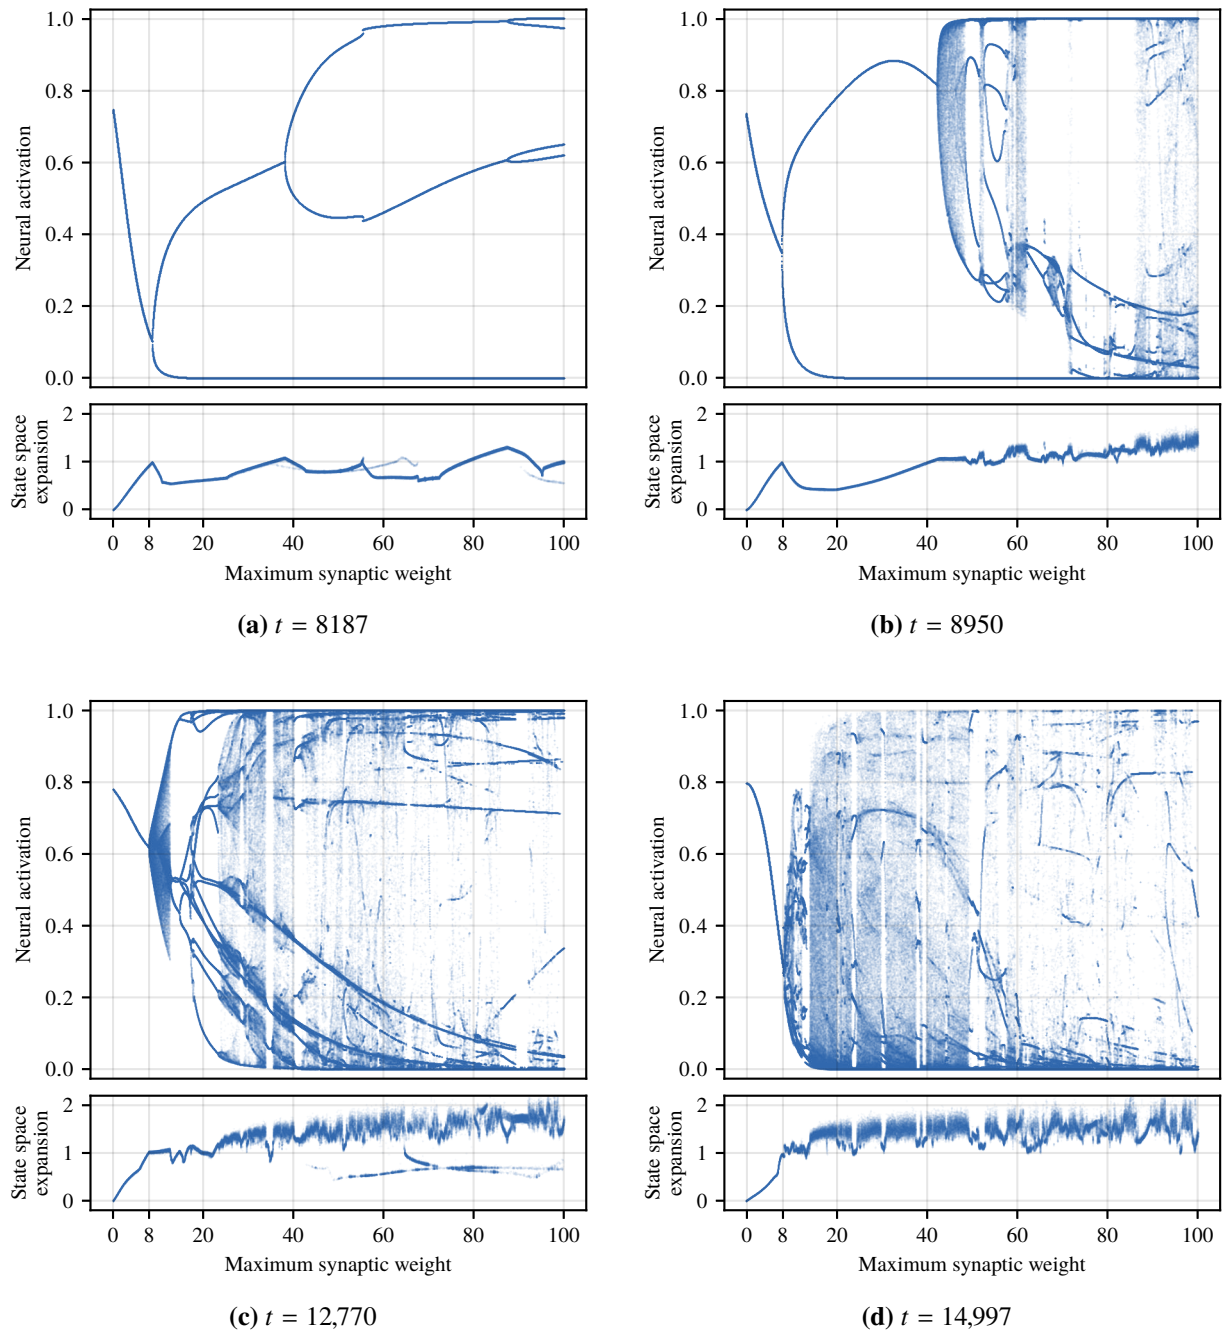 1.0
0.8
0.6
0.4
0.2
0.0
Neural activation
2
1
0
State space
expansion
0 8 20 40 60 80 100
Maximum synaptic weight
(a) t = 8187
1.0
0.8
0.6
0.4
0.2
0.0
Neural activation
2
1
0
State space
expansion
0 8 20 40 60 80 100
Maximum synaptic weight
(b) t = 8950
1.0
0.8
0.6
0.4
0.2
0.0
Neural activation
2
1
0
State space
expansion
0 8 20 40 60 80 100
Maximum synaptic weight
(c) t = 12,770
1.0
0.8
0.6
0.4
0.2
0.0
Neural activation
2
1
0
State space
expansion
0 8 20 40 60 80 100
Maximum synaptic weight
(d) t = 14,997